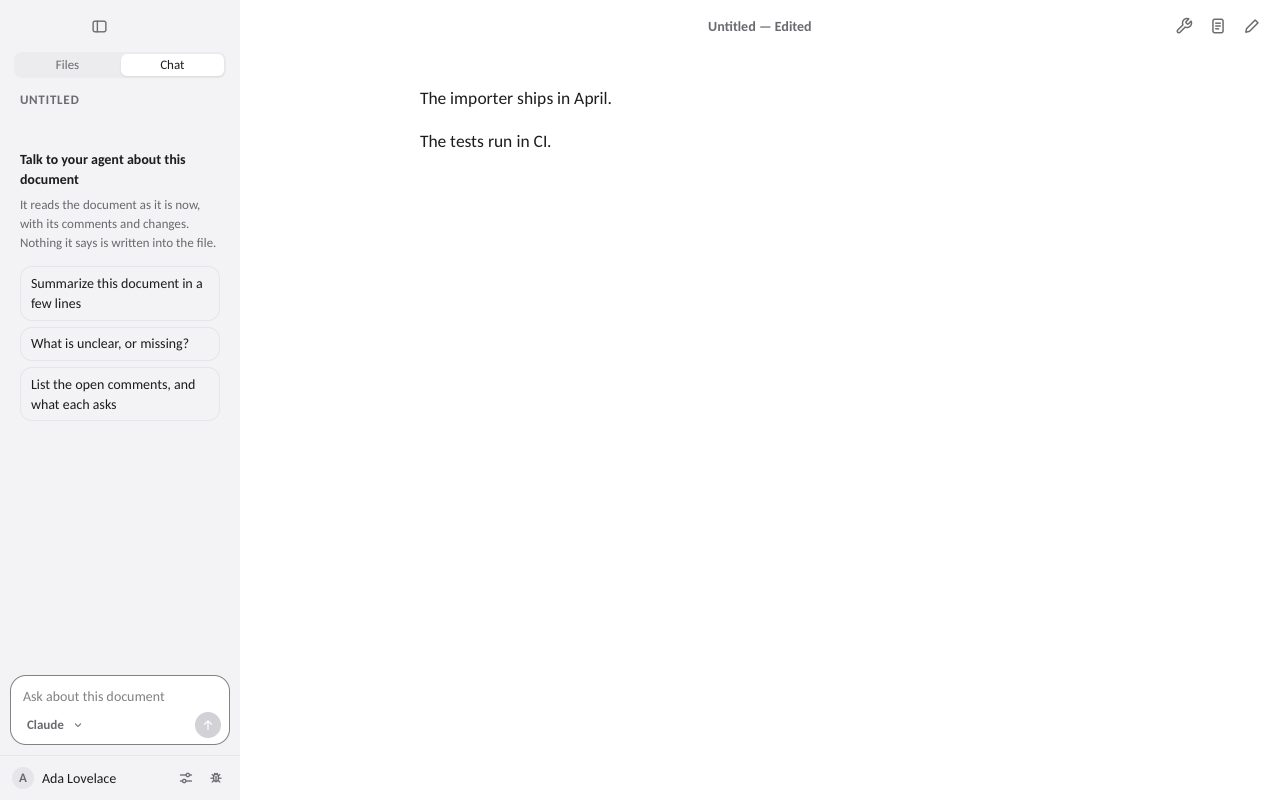 Untitled — Edited
Files
Chat
UNTITLED
Talk to your agent about this
document
It reads the document as it is now,
with its comments and changes.
Nothing it says is written into the file.
Summarize this document in a
few lines
What is unclear, or missing?
List the open comments, and
what each asks
Ask about this document
Claude
A
Ada Lovelace
The importer ships in April.
The tests run in CI.